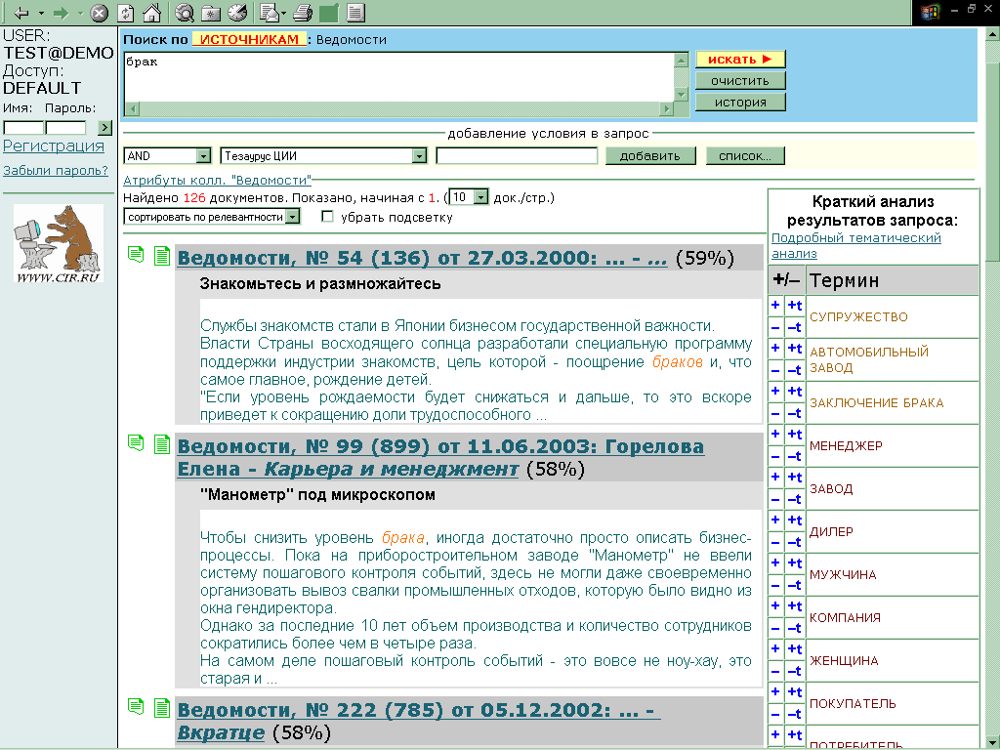 USER:
TEST@DEMO
Доступ:
DEFAULT
Имя: Пароль:
>
Регистрация
Забыли пароль?
WWW.CIR.RU
Поиск по ИСТОЧНИКАМ : Ведомости
брак
искать ►
очистить
история
добавление условия в запрос
AND
Тезаурус ЦИИ
добавить
список...
Атрибуты колл. "Ведомости"
Найдено 126 документов. Показано, начиная с 1. ( 10 док./стр.)
сортировать по релевантности
убрать подсветку
Ведомости, № 54 (136) от 27.03.2000: ... - ... (59%)
Знакомьтесь и размножайтесь
Службы знакомств стали в Японии бизнесом государственной важности.
Власти Страны восходящего солнца разработали специальную программу
поддержки индустрии знакомств, цель которой - поощрение браков и, что
самое главное, рождение детей.
"Если уровень рождаемости будет снижаться и дальше, то это вскоре
приведет к сокращению доли трудоспособного ...
Ведомости, № 99 (899) от 11.06.2003: Горелова
Елена - Карьера и менеджмент (58%)
"Манометр" под микроскопом
Чтобы снизить уровень брака, иногда достаточно просто описать бизнес-
процессы. Пока на приборостроительном заводе "Манометр" не ввели
систему пошагового контроля событий, здесь не могли даже своевременно
организовать вывоз свалки промышленных отходов, которую было видно из
окна гендиректора.
Однако за последние 10 лет объем производства и количество сотрудников
сократились более чем в четыре раза.
На самом деле пошаговый контроль событий - это вовсе не ноу-хау, это
старая и ...
Ведомости, № 222 (785) от 05.12.2002: ... -
Вкратце (58%)
Краткий анализ
результатов запроса:
Подробный тематический
анализ
+/– Термин
+ +t
– –t
СУПРУЖЕСТВО
+ +t
– –t
АВТОМОБИЛЬНЫЙ
ЗАВОД
+ +t
– –t
ЗАКЛЮЧЕНИЕ БРАКА
+ +t
– –t
МЕНЕДЖЕР
+ +t
– –t
ЗАВОД
+ +t
– –t
ДИЛЕР
+ +t
– –t
МУЖЧИНА
+ +t
– –t
КОМПАНИЯ
+ +t
– –t
ЖЕНЩИНА
+ +t
– –t
ПОКУПАТЕЛЬ
+ +t
ПОТРЕБИТЕЛЬ